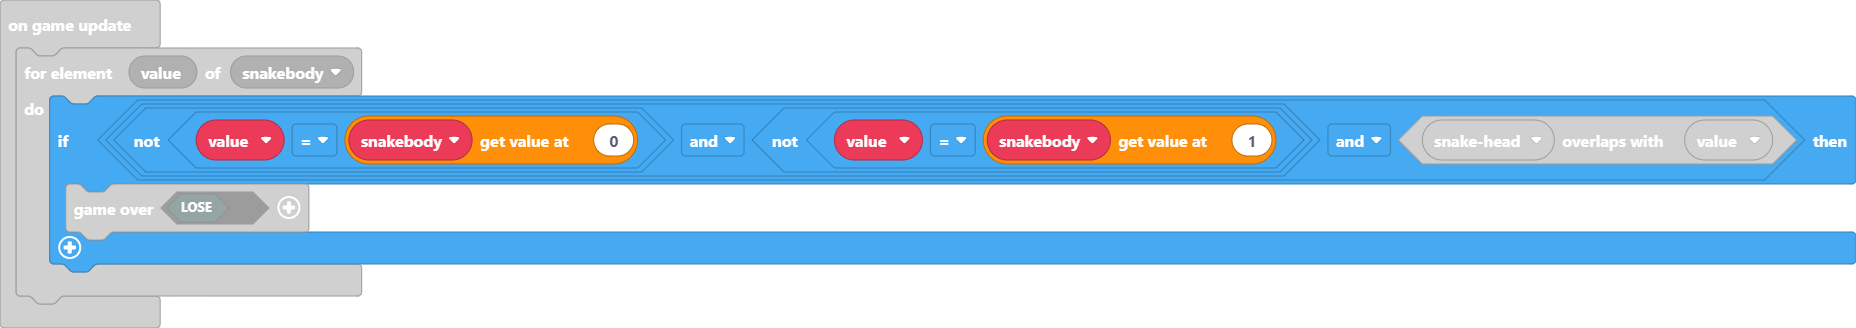 on game update
for element value of snakebody
do
if not value = snakebody get value at 0 and not value = snakebody get value at 1 and snake-head overlaps with value then
game over LOSE